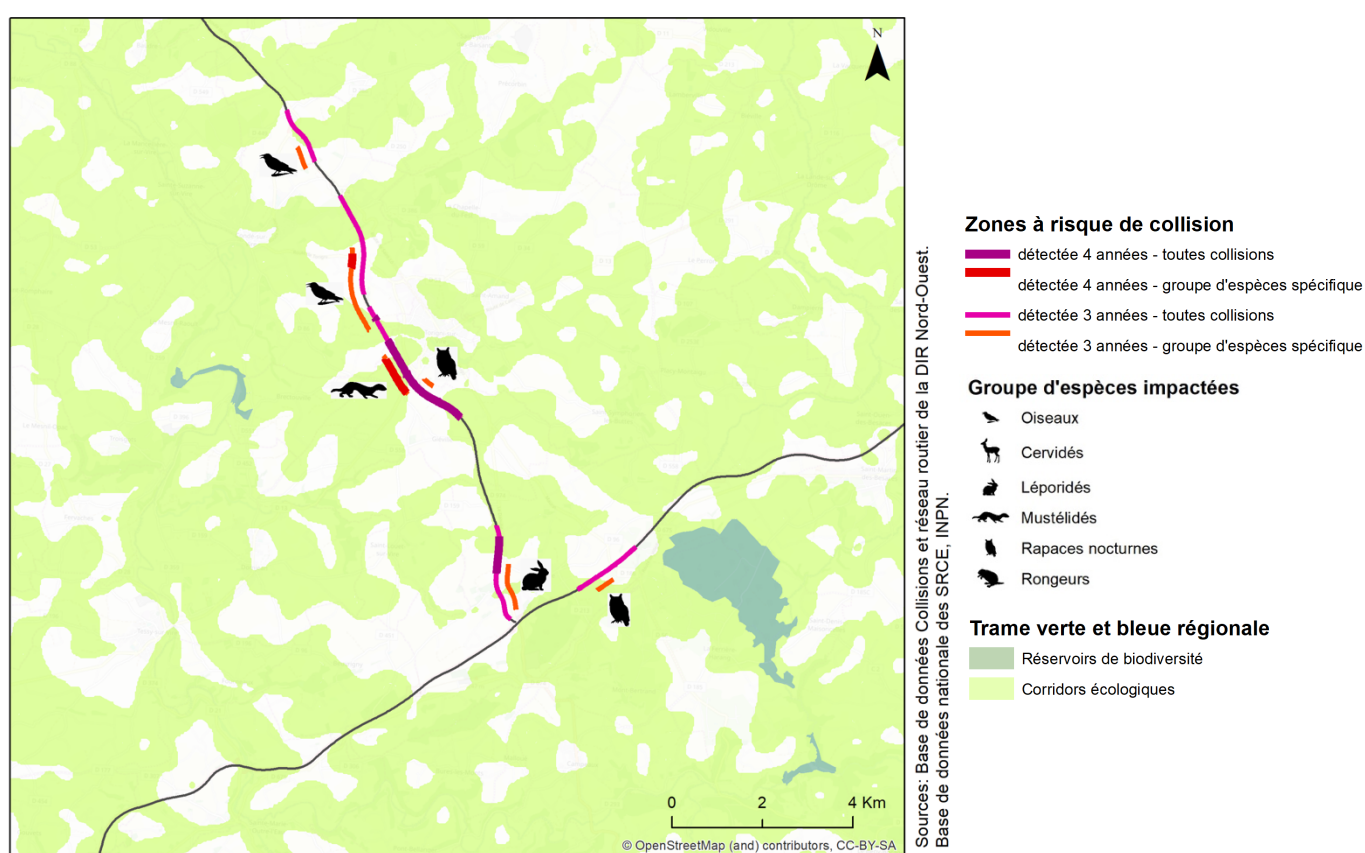 N
0 2 4 Km
© OpenStreetMap (and) contributors, CC-BY-SA
Sources: Base de données Collisions et réseau routier de la DIR Nord-Ouest.
Base de données nationale des SRCE, INPN.
Zones à risque de collision
détectée 4 années - toutes collisions
détectée 4 années - groupe d'espèces spécifique
détectée 3 années - toutes collisions
détectée 3 années - groupe d'espèces spécifique
Groupe d'espèces impactées
Oiseaux
Cervidés
Léporidés
Mustélidés
Rapaces nocturnes
Rongeurs
Trame verte et bleue régionale
Réservoirs de biodiversité
Corridors écologiques